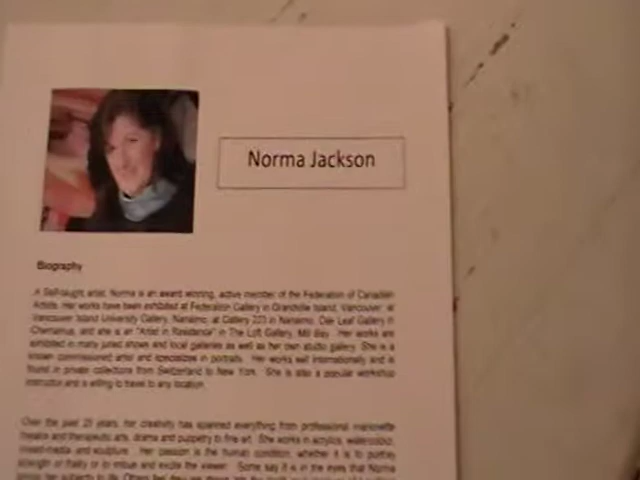 Norma Jackson
Biography
A Self-taught artist, Norma is an award winning, active member of the Federation of Canadian
Artists. Her works have been exhibited at Federation Gallery in Grandville Island, Vancouver, at
Vancouver Island University Gallery, Nanaimo, at Gallery 223 in Nanaimo, Oak Leaf Gallery in
Chemainus, and she is an "Artist in Residence" in The Loft Gallery, Mill Bay. Her works are
exhibited in many juried shows and local galleries as well as her own studio gallery. She is a
known commissioned artist and specializes in portraits. Her works sell internationally and is
found in private collections from Switzerland to New York. She is also a popular workshop
instructor and is willing to travel to any location.
Over the past 25 years, her creativity has spanned everything from professional marionette
theatre and therapeutic arts, drama and puppetry to fine art. She works in acrylics, watercolour,
mixed-media and sculpture. Her passion is the human condition, whether it is to portray
strength or frailty or to imbue and excite the viewer. Some say it is in the eyes that Norma
brings her subjects to life. Others